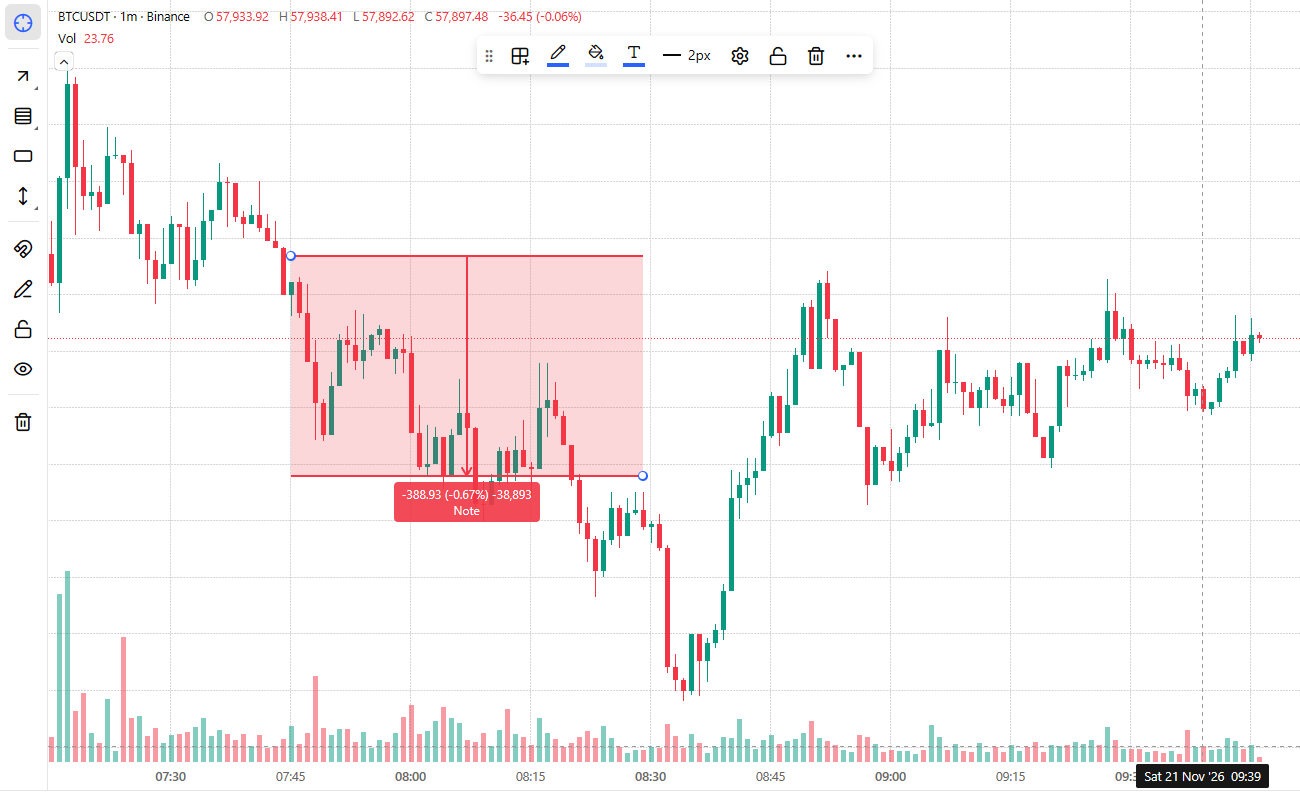 BTCUSDT · 1m · Binance O 57,933.92 H 57,938.41 L 57,892.62 C 57,897.48 -36.45 (-0.06%)
Vol 23.76
T 2px
-388.93 (-0.67%) -38,893
Note
07:30 07:45 08:00 08:15 08:30 08:45 09:00 09:15 09:3
Sat 21 Nov '26 09:39